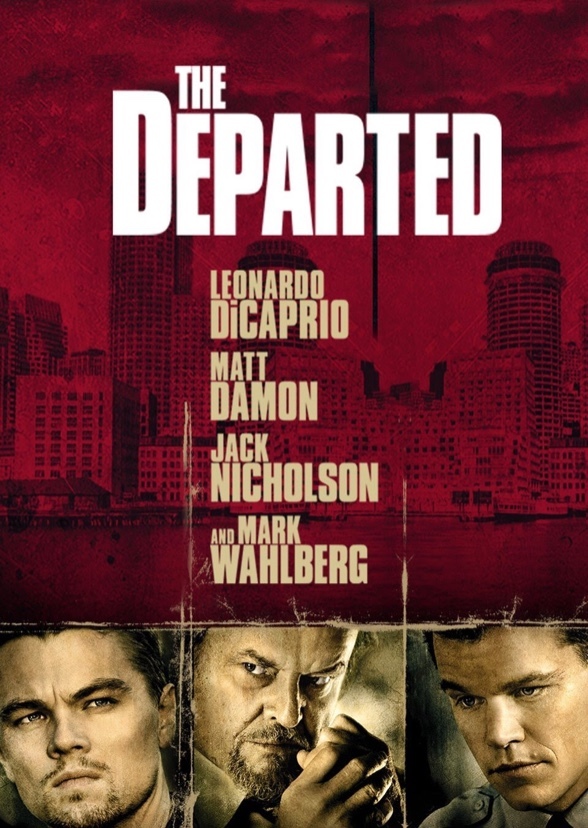 THE
DEPARTED
LEONARDO
DiCAPRIO
MATT
DAMON
JACK
NICHOLSON
AND MARK
WAHLBERG